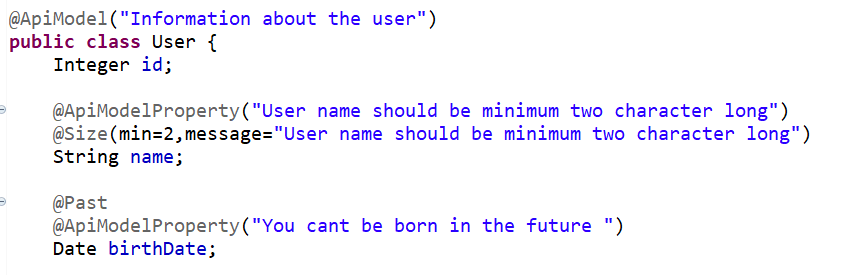 @ApiModel("Information about the user")
public class User {
    Integer id;

    @ApiModelProperty("User name should be minimum two character long")
    @Size(min=2,message="User name should be minimum two character long")
    String name;

    @Past
    @ApiModelProperty("You cant be born in the future ")
    Date birthDate;